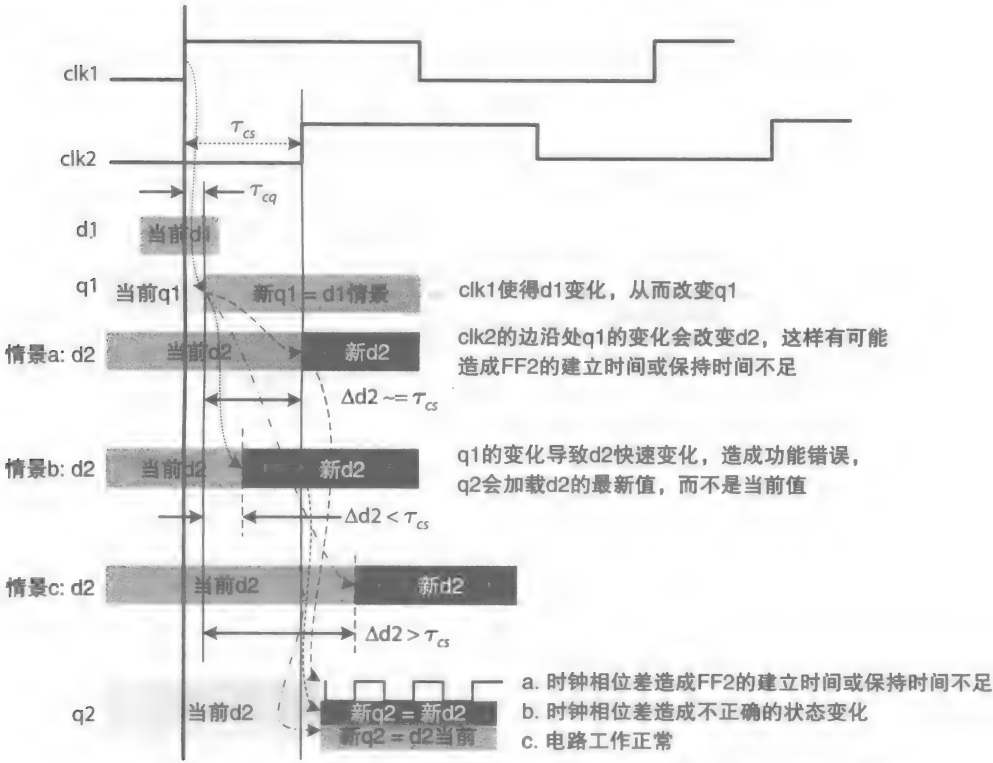 clk1
τcs
clk2
τcq
d1
当前d1
q1
当前q1
新q1 = d1情景
clk1使得d1变化，从而改变q1
clk2的边沿处q1的变化会改变d2，这样有可能
造成FF2的建立时间或保持时间不足
情景a: d2
当前d2
新d2
Δd2 ~= τcs
情景b: d2
当前d2
新d2
q1的变化导致d2快速变化，造成功能错误，
q2会加载d2的最新值，而不是当前值
Δd2 < τcs
情景c: d2
当前d2
新d2
Δd2 > τcs
q2
当前d2
新q2 = 新d2
新q2 = d2当前
a. 时钟相位差造成FF2的建立时间或保持时间不足
b. 时钟相位差造成不正确的状态变化
c. 电路工作正常